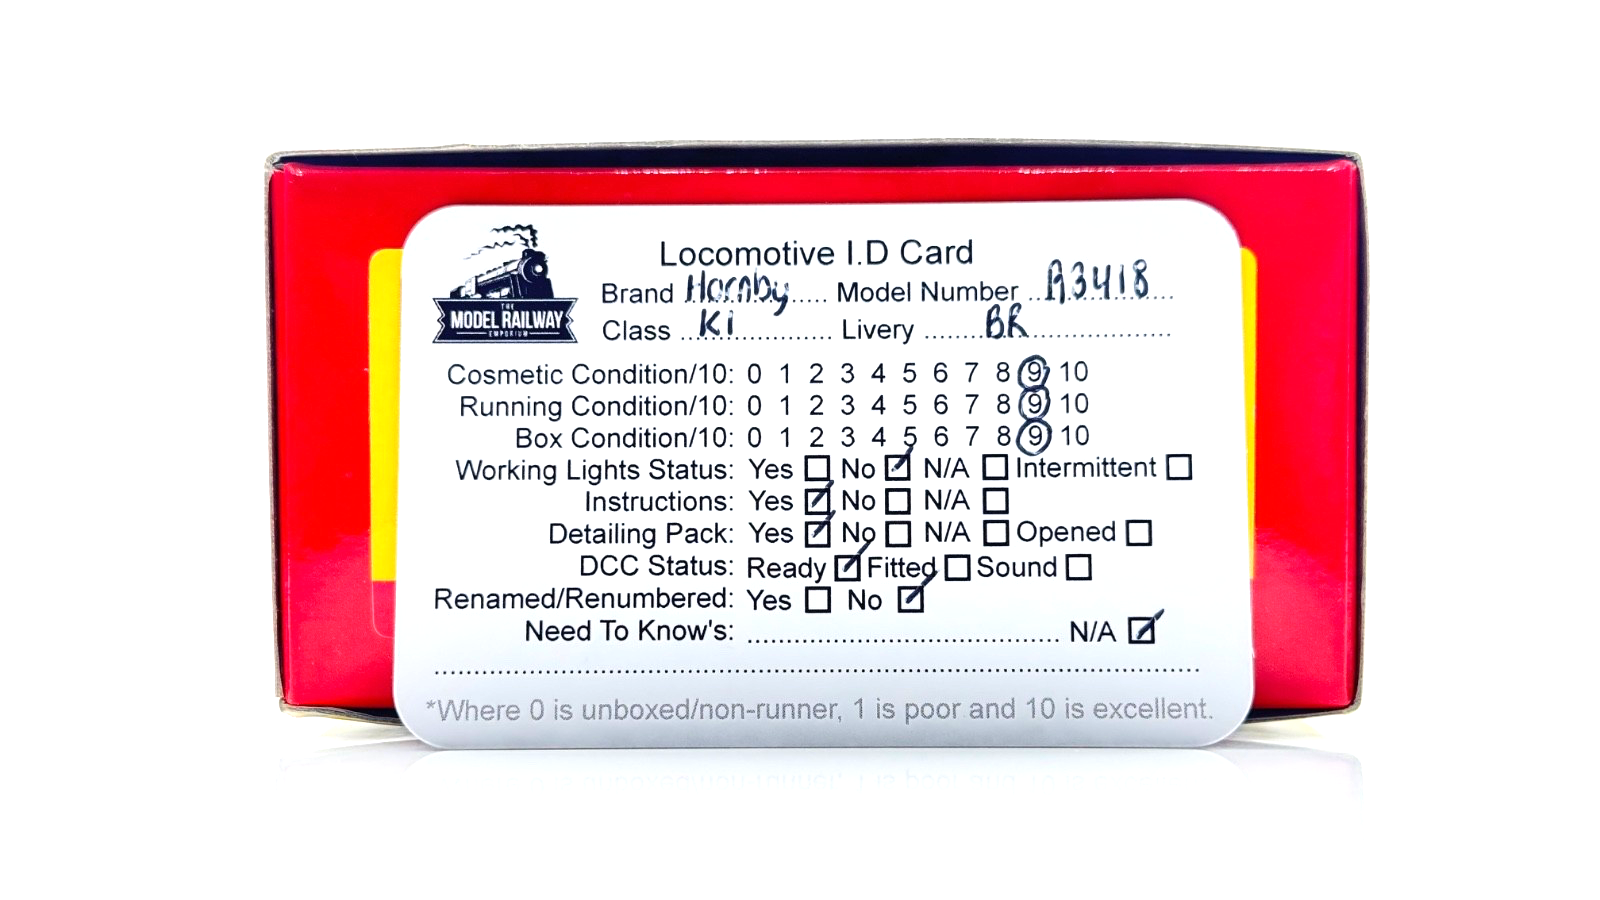 THE
MODEL RAILWAY
EMPORIUM
Locomotive I.D Card
Brand Hornby..... Model Number ..R3418...
Class ...K1.................. Livery ........BR...................
Cosmetic Condition/10: 0 1 2 3 4 5 6 7 8 9 10
Running Condition/10: 0 1 2 3 4 5 6 7 8 9 10
Box Condition/10: 0 1 2 3 4 5 6 7 8 9 10
Working Lights Status: Yes ☐ No ☑ N/A ☐ Intermittent ☐
Instructions: Yes ☑ No ☐ N/A ☐
Detailing Pack: Yes ☑ No ☐ N/A ☐ Opened ☐
DCC Status: Ready ☑ Fitted ☐ Sound ☐
Renamed/Renumbered: Yes ☐ No ☑
Need To Know's: ....................................... N/A ☑
*Where 0 is unboxed/non-runner, 1 is poor and 10 is excellent.